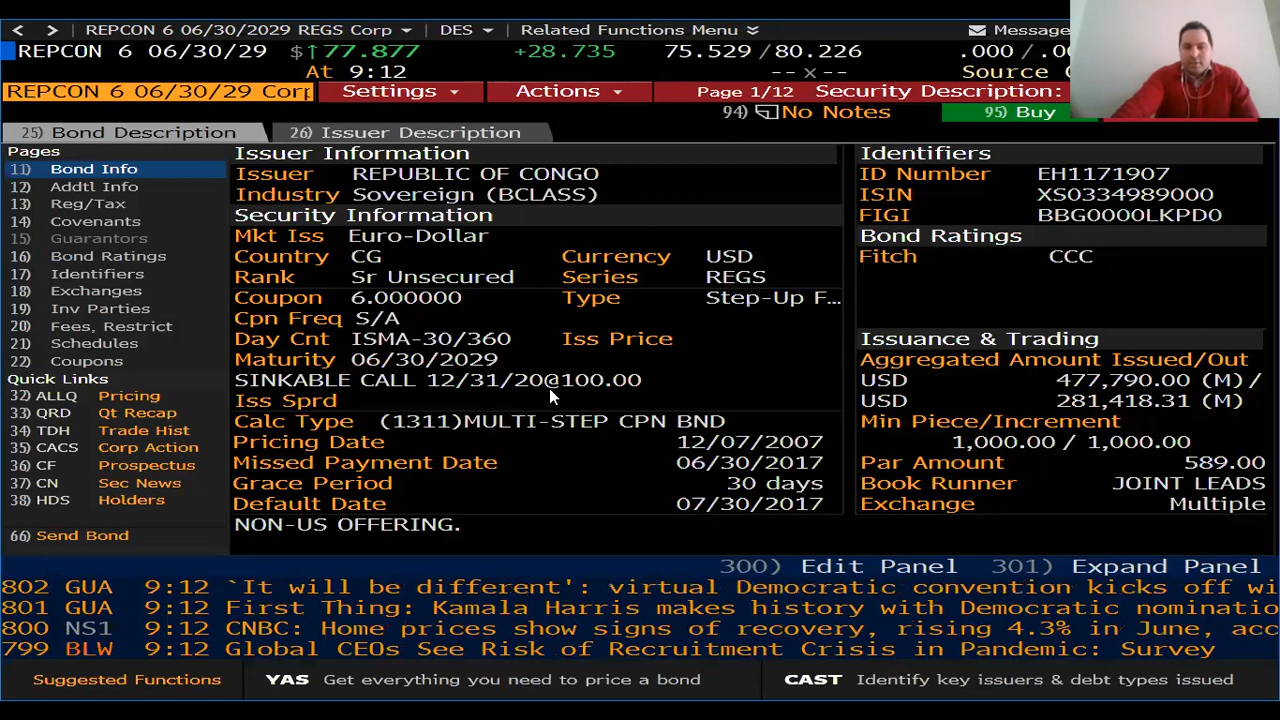 < > REPCON 6 06/30/2029 REGS Corp DES Related Functions Menu Message
REPCON 6 06/30/29 $↑77.877 +28.735 75.529/80.226 .000/.00
At 9:12 --x-- Source
REPCON 6 06/30/29 Corp Settings Actions Page 1/12 Security Description:
94) No Notes 95) Buy
25) Bond Description 26) Issuer Description
Pages
11) Bond Info
12) Addtl Info
13) Reg/Tax
14) Covenants
15) Guarantors
16) Bond Ratings
17) Identifiers
18) Exchanges
19) Inv Parties
20) Fees, Restrict
21) Schedules
22) Coupons
Quick Links
32) ALLQ Pricing
33) QRD Qt Recap
34) TDH Trade Hist
35) CACS Corp Action
36) CF Prospectus
37) CN Sec News
38) HDS Holders
66) Send Bond
Issuer Information
Issuer REPUBLIC OF CONGO
Industry Sovereign (BCLASS)
Security Information
Mkt Iss Euro-Dollar
Country CG Currency USD
Rank Sr Unsecured Series REGS
Coupon 6.000000 Type Step-Up F...
Cpn Freq S/A
Day Cnt ISMA-30/360 Iss Price
Maturity 06/30/2029
SINKABLE CALL 12/31/20@100.00
Iss Sprd
Calc Type (1311)MULTI-STEP CPN BND
Pricing Date 12/07/2007
Missed Payment Date 06/30/2017
Grace Period 30 days
Default Date 07/30/2017
NON-US OFFERING.
Identifiers
ID Number EH1171907
ISIN XS0334989000
FIGI BBG0000LKPD0
Bond Ratings
Fitch CCC
Issuance & Trading
Aggregated Amount Issued/Out
USD 477,790.00 (M)/
USD 281,418.31 (M)
Min Piece/Increment
1,000.00 / 1,000.00
Par Amount 589.00
Book Runner JOINT LEADS
Exchange Multiple
300) Edit Panel 301) Expand Panel
802 GUA 9:12 `It will be different': virtual Democratic convention kicks off wi
801 GUA 9:12 First Thing: Kamala Harris makes history with Democratic nominatio
800 NS1 9:12 CNBC: Home prices show signs of recovery, rising 4.3% in June, acc
799 BLW 9:12 Global CEOs See Risk of Recruitment Crisis in Pandemic: Survey
Suggested Functions YAS Get everything you need to price a bond CAST Identify key issuers & debt types issued